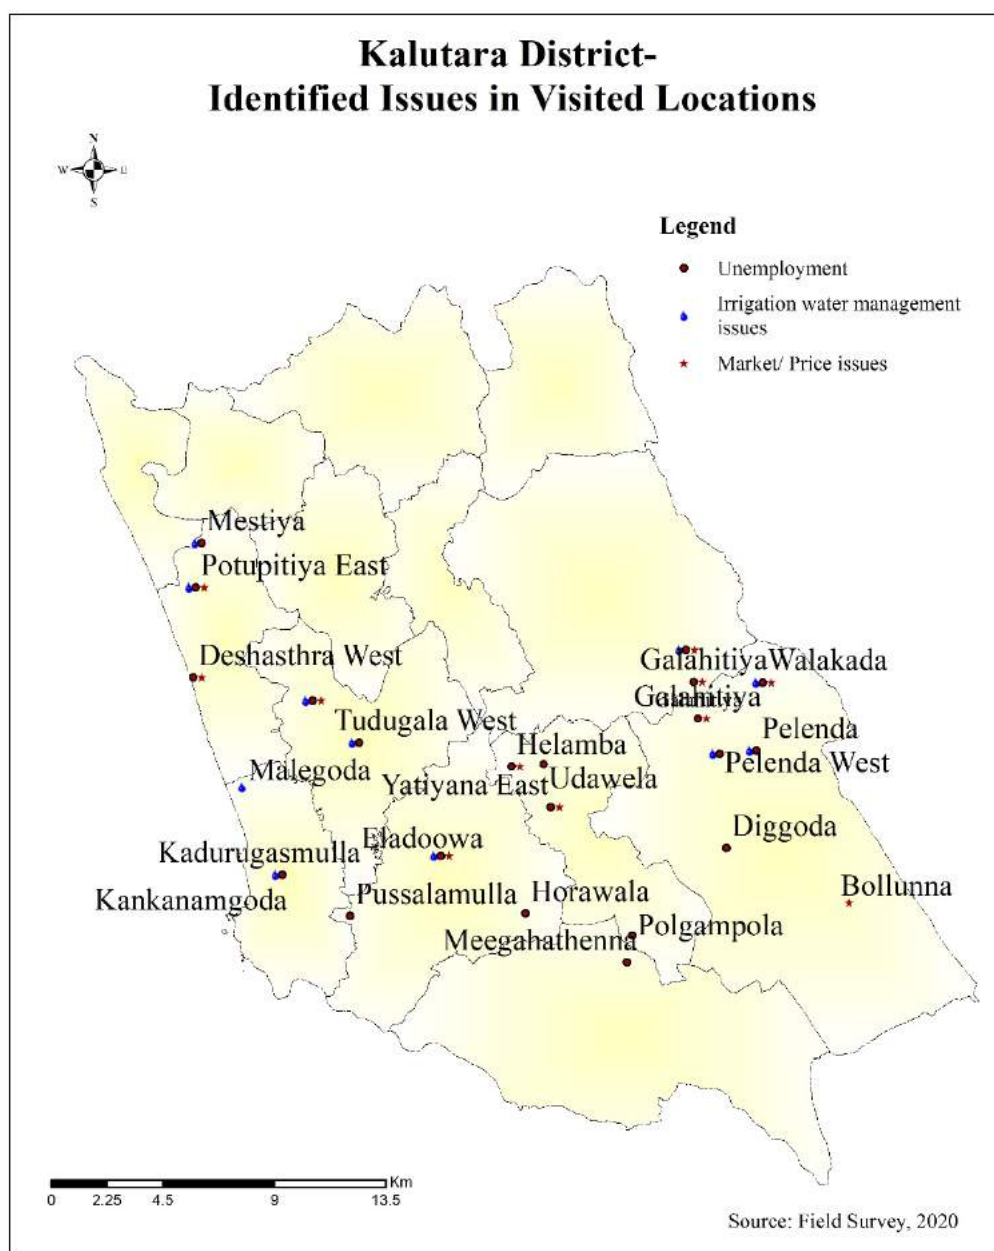 Kalutara District-
Identified Issues in Visited Locations
N
W
E
S
Legend
Unemployment
Irrigation water management
issues
Market/ Price issues
Mestiya
Potupitiya East
Deshasthra West
GalahitiyaWalakada
Galahitiya
Tudugala West
Pelenda
Helamba
Pelenda West
Malegoda
Yatiyana East
Udawela
Diggoda
Eladoowa
Kadurugasmulla
Bollunna
Kankanamgoda
Pussalamulla
Horawala
Polgampola
Meegahathenna
Km
0 2.25 4.5 9 13.5
Source: Field Survey, 2020